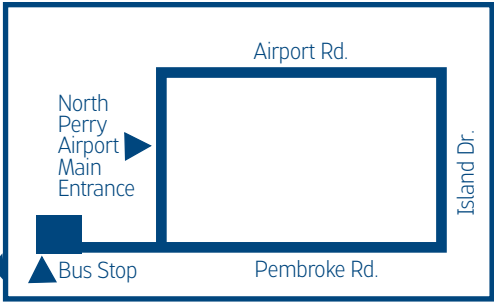 Airport Rd.
North
Perry
Airport
Main
Entrance
Island Dr.
Bus Stop
Pembroke Rd.